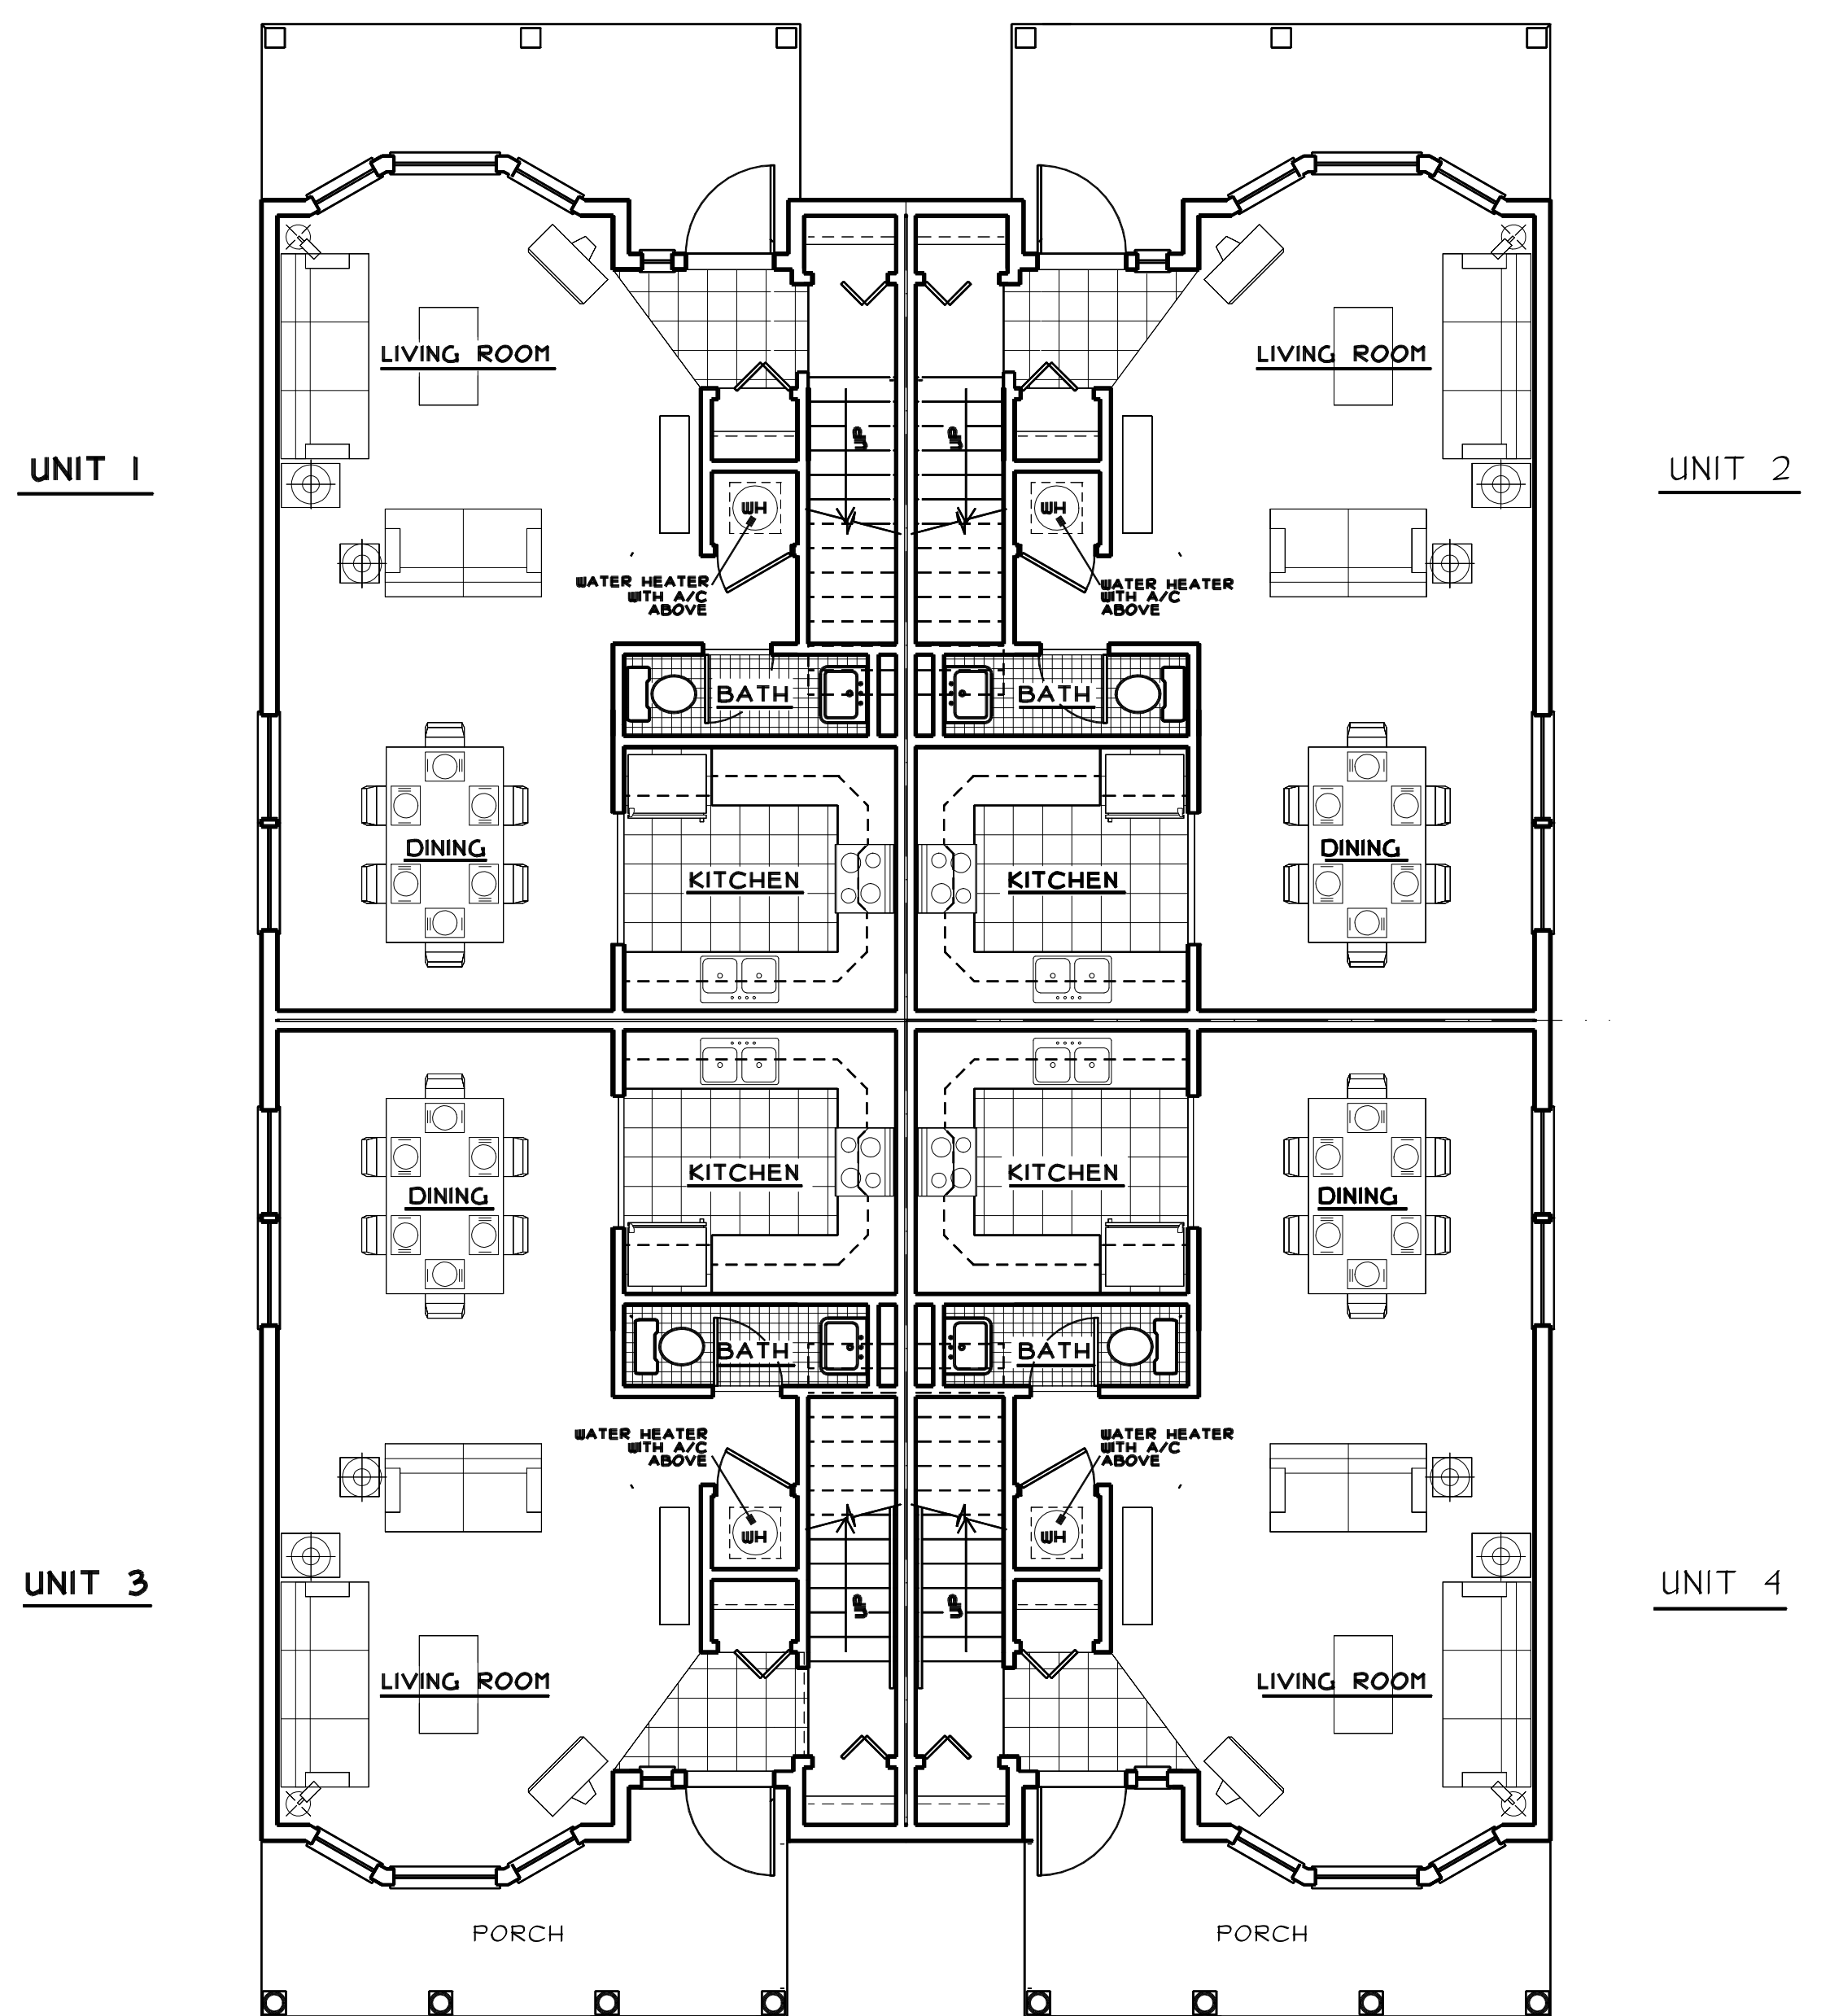 LIVING ROOM
LIVING ROOM
UNIT 1
UP
UP
UNIT 2
WH
WH
WATER HEATER
WITH A/C
ABOVE
WATER HEATER
WITH A/C
ABOVE
BATH
BATH
DINING
DINING
KITCHEN
KITCHEN
KITCHEN
KITCHEN
DINING
DINING
BATH
BATH
WATER HEATER
WITH A/C
ABOVE
WATER HEATER
WITH A/C
ABOVE
WH
WH
UNIT 3
UP
UP
UNIT 4
LIVING ROOM
LIVING ROOM
PORCH
PORCH